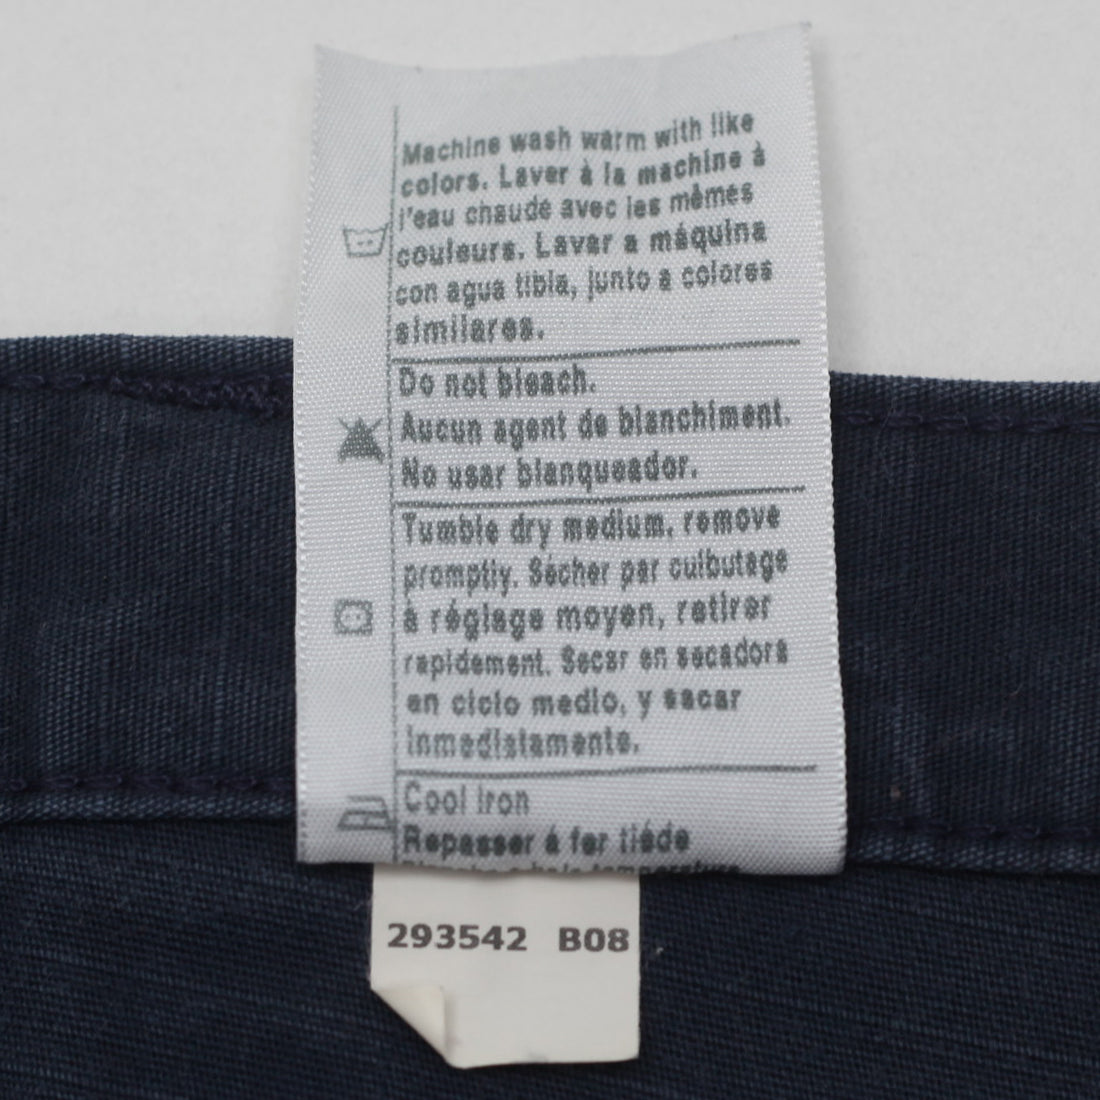 Machine wash warm with like
colors. Laver à la machine à
l'eau chaude avec les mêmes
couleurs. Lavar a máquina
con agua tibia, junto a colores
similares.
Do not bleach.
Aucun agent de blanchiment.
No usar blanqueador.
Tumble dry medium, remove
promptly. Sécher par culbutage
à réglage moyen, retirer
rapidement. Secar en secadora
en ciclo medio, y sacar
inmediatamente.
Cool iron
Repasser á fer tiéde
293542 B08